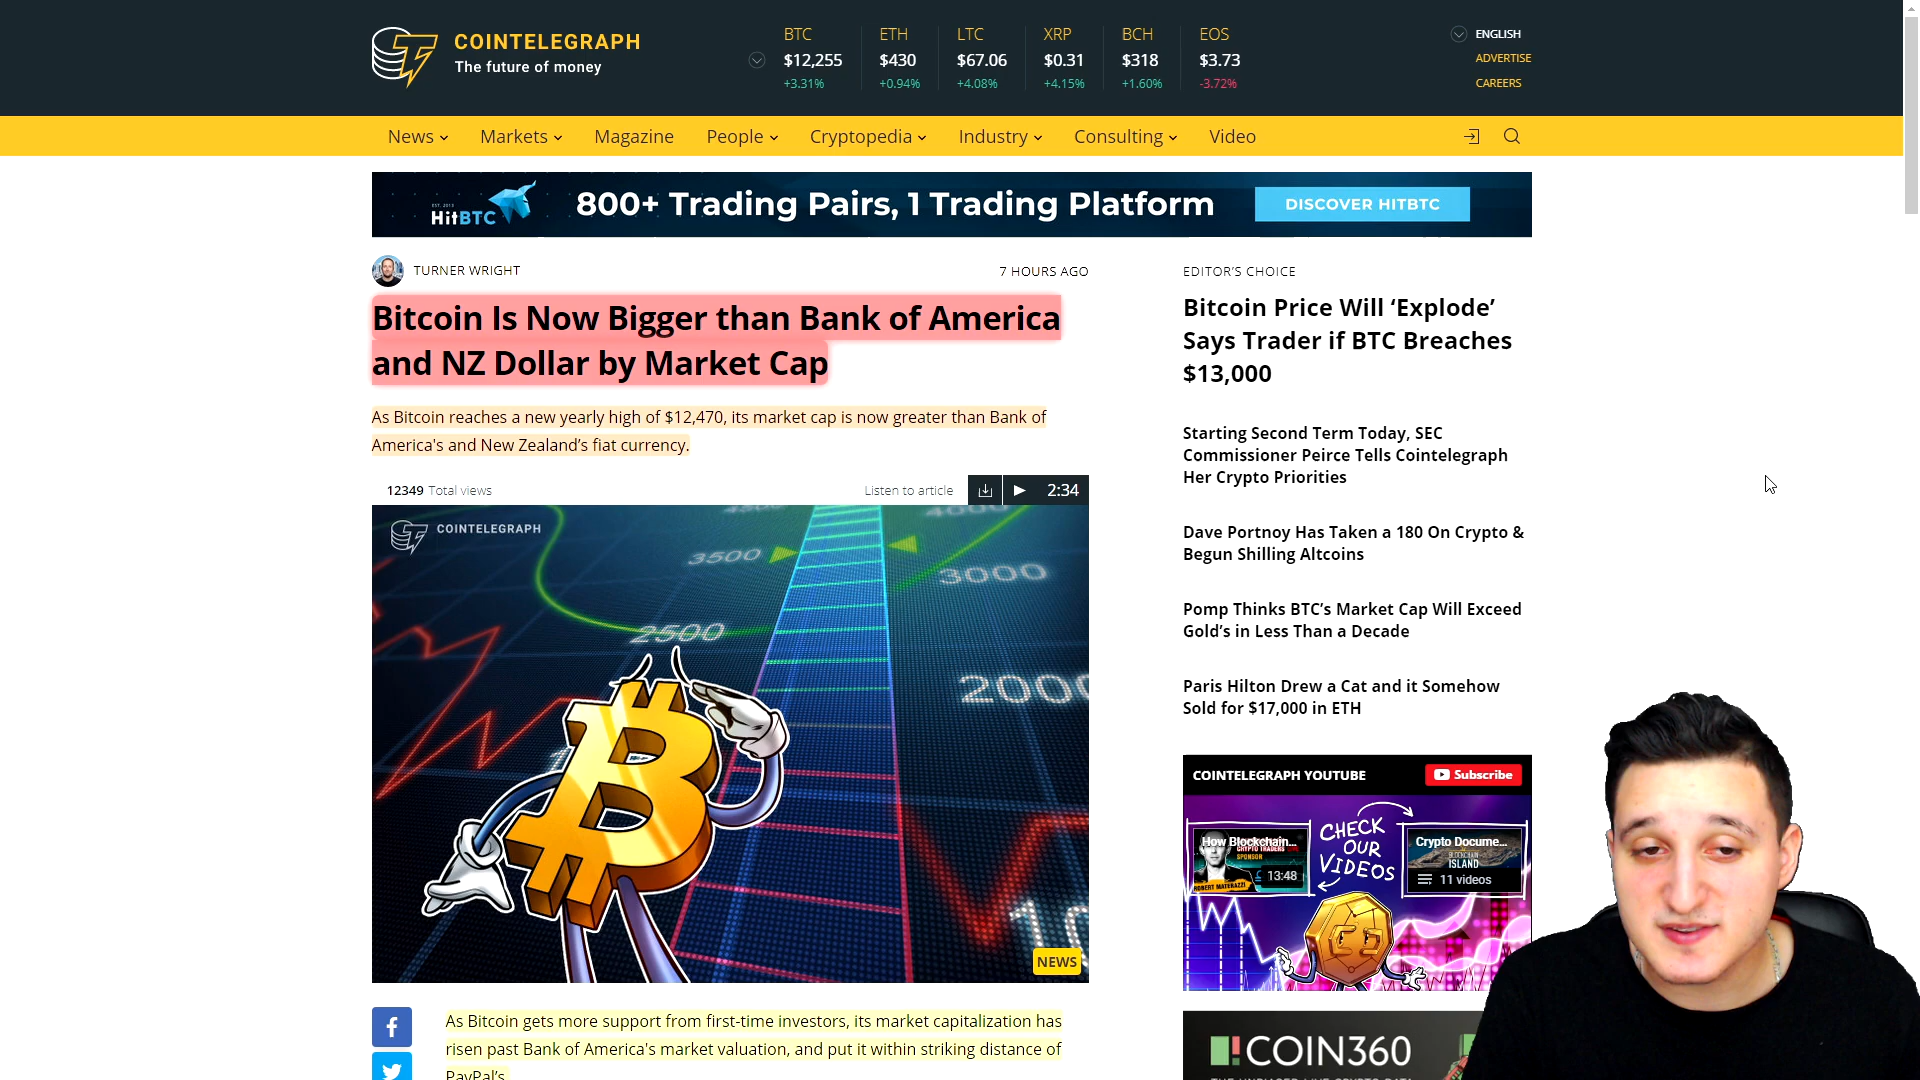 COINTELEGRAPH
The future of money
BTC
$12,255
+3.31%
ETH
$430
+0.94%
LTC
$67.06
+4.08%
XRP
$0.31
+4.15%
BCH
$318
+1.60%
EOS
$3.73
-3.72%
ENGLISH
ADVERTISE
CAREERS
News
Markets
Magazine
People
Cryptopedia
Industry
Consulting
Video
HitBTC
800+ Trading Pairs, 1 Trading Platform
DISCOVER HITBTC
TURNER WRIGHT
7 HOURS AGO
Bitcoin Is Now Bigger than Bank of America
and NZ Dollar by Market Cap
As Bitcoin reaches a new yearly high of $12,470, its market cap is now greater than Bank of
America's and New Zealand’s fiat currency.
12349 Total views
Listen to article
2:34
COINTELEGRAPH
4000
3500
3000
2500
2000
NEWS
As Bitcoin gets more support from first-time investors, its market capitalization has
risen past Bank of America's market valuation, and put it within striking distance of
PayPal’s.
EDITOR’S CHOICE
Bitcoin Price Will ‘Explode’
Says Trader if BTC Breaches
$13,000
Starting Second Term Today, SEC
Commissioner Peirce Tells Cointelegraph
Her Crypto Priorities
Dave Portnoy Has Taken a 180 On Crypto &
Begun Shilling Altcoins
Pomp Thinks BTC’s Market Cap Will Exceed
Gold’s in Less Than a Decade
Paris Hilton Drew a Cat and it Somehow
Sold for $17,000 in ETH
COINTELEGRAPH YOUTUBE
Subscribe
CHECK
OUR
VIDEOS
How Blockchain...
CRYPTO TRADERS
SPONSOR
ROBERT MATERAZZI
13:48
Crypto Docume...
BLOCKCHAIN
ISLAND
11 videos
COIN360